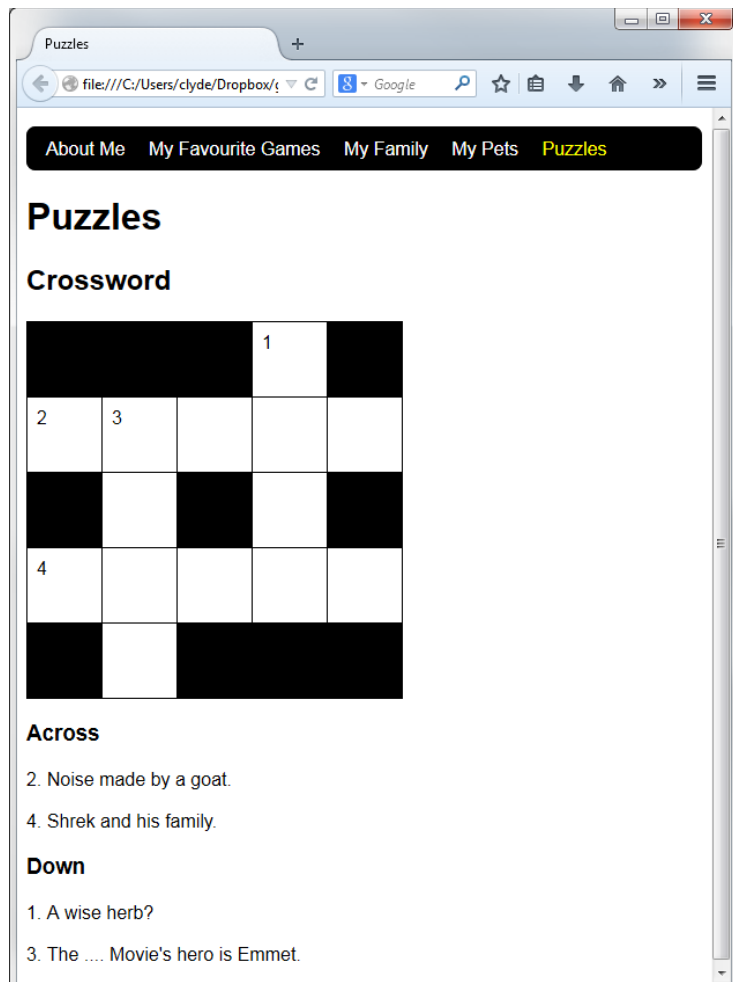 Puzzles
file:///C:/Users/clyde/Dropbox/g
Google
About Me My Favourite Games My Family My Pets Puzzles
Puzzles
Crossword
1
2 3
4
Across
2. Noise made by a goat.
4. Shrek and his family.
Down
1. A wise herb?
3. The .... Movie's hero is Emmet.